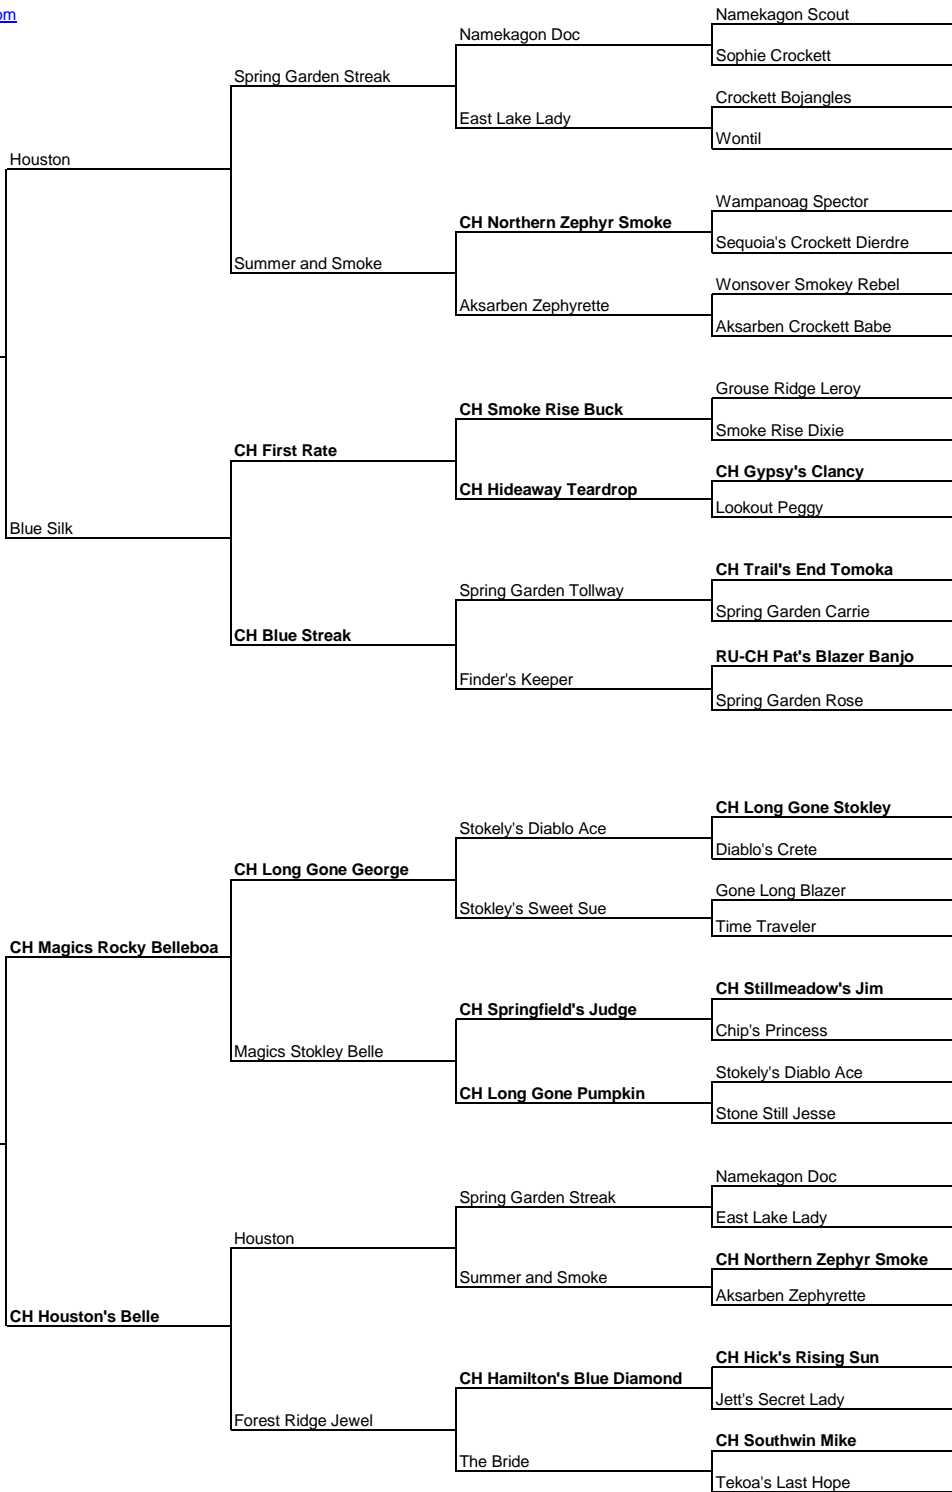 om
Namekagon Scout
Namekagon Doc
Sophie Crockett
Spring Garden Streak
Crockett Bojangles
East Lake Lady
Wontil
Houston
Wampanoag Spector
CH Northern Zephyr Smoke
Sequoia's Crockett Dierdre
Summer and Smoke
Wonsover Smokey Rebel
Aksarben Zephyrette
Aksarben Crockett Babe
Grouse Ridge Leroy
CH Smoke Rise Buck
Smoke Rise Dixie
CH First Rate
CH Gypsy's Clancy
CH Hideaway Teardrop
Lookout Peggy
Blue Silk
CH Trail's End Tomoka
Spring Garden Tollway
Spring Garden Carrie
CH Blue Streak
RU-CH Pat's Blazer Banjo
Finder's Keeper
Spring Garden Rose
CH Long Gone Stokley
Stokely's Diablo Ace
Diablo's Crete
CH Long Gone George
Gone Long Blazer
Stokley's Sweet Sue
Time Traveler
CH Magics Rocky Belleboa
CH Stillmeadow's Jim
CH Springfield's Judge
Chip's Princess
Magics Stokley Belle
Stokely's Diablo Ace
CH Long Gone Pumpkin
Stone Still Jesse
Namekagon Doc
Spring Garden Streak
East Lake Lady
Houston
CH Northern Zephyr Smoke
Summer and Smoke
Aksarben Zephyrette
CH Houston's Belle
CH Hick's Rising Sun
CH Hamilton's Blue Diamond
Jett's Secret Lady
Forest Ridge Jewel
CH Southwin Mike
The Bride
Tekoa's Last Hope